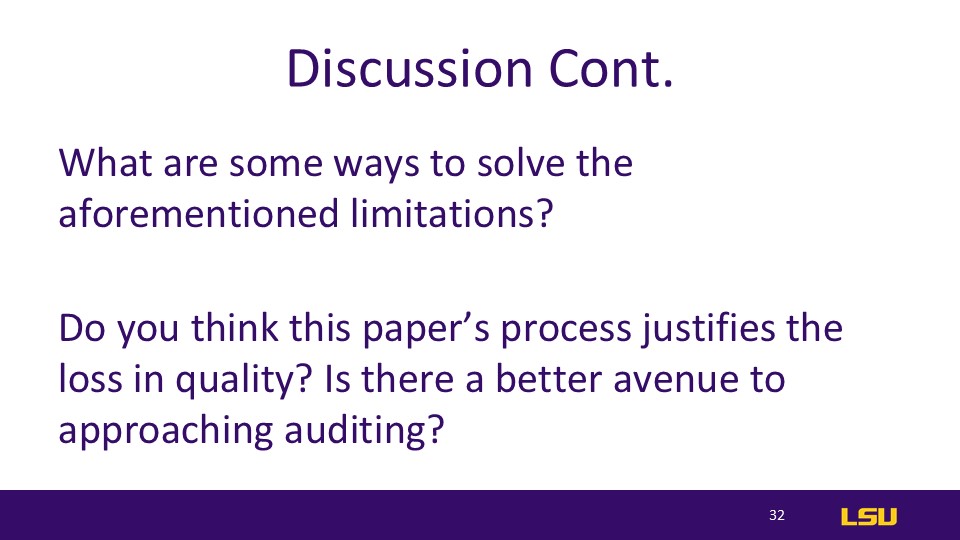 Discussion Cont.
What are some ways to solve the
aforementioned limitations?
Do you think this paper’s process justifies the
loss in quality? Is there a better avenue to
approaching auditing?
32
LSU